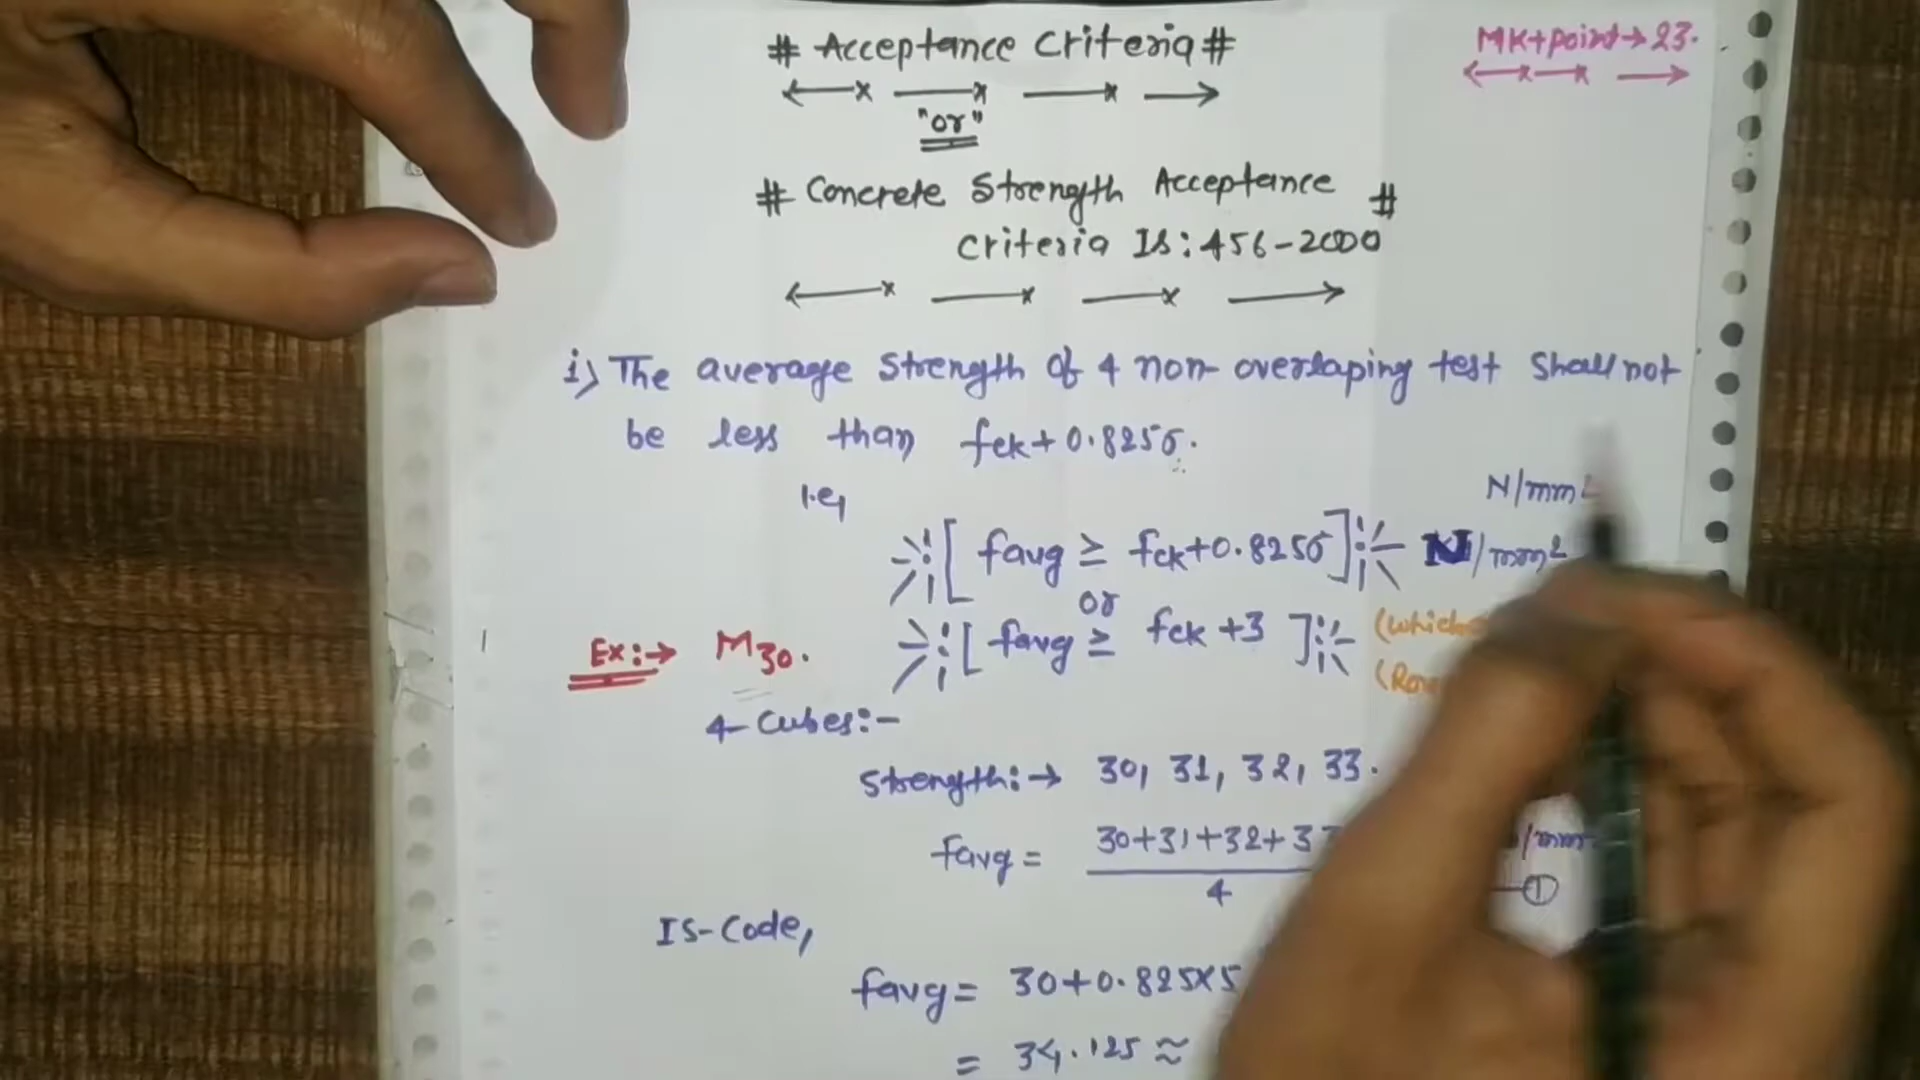 # Acceptance Criteria #
MK+point→23.
"or"
# Concrete Strength Acceptance #
Criteria IS:456-2000
i) The average strength of 4 non-overlaping test shall not
be less than fck+0.825σ.
i.e,
N/mm²
[ favg ≥ fck+0.825σ ] N/mm²
or
[ favg ≥ fck +3 ]
Ex:→ M30.
4-Cubes:-
Strength:→ 30, 31, 32, 33.
favg = 30+31+32+33
4
①
IS-Code,
favg = 30+0.825×5
= 34.125 ≈